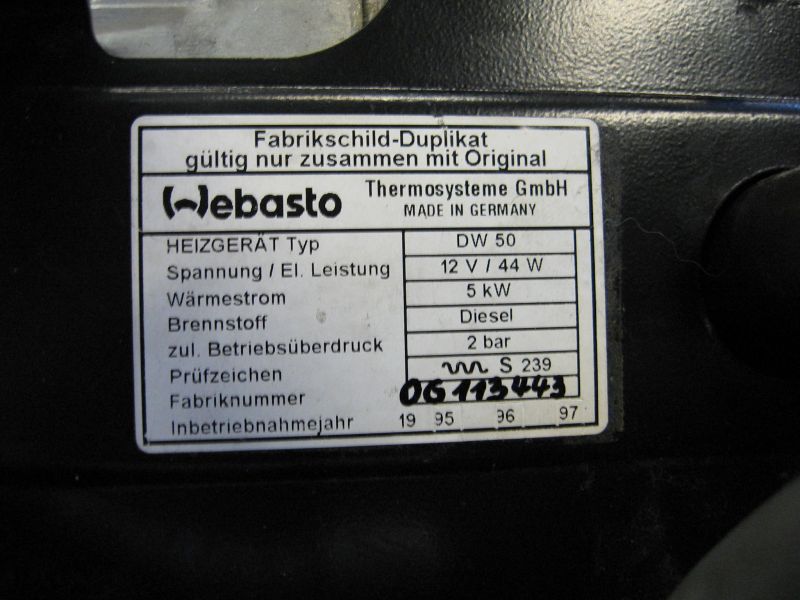 Fabrikschild-Duplikat
gültig nur zusammen mit Original
Webasto Thermosysteme GmbH
MADE IN GERMANY
HEIZGERÄT Typ DW 50
Spannung / El. Leistung 12 V / 44 W
Wärmestrom 5 kW
Brennstoff Diesel
zul. Betriebsüberdruck 2 bar
Prüfzeichen S 239
Fabriknummer 06113443
Inbetriebnahmejahr 19 95 96 97